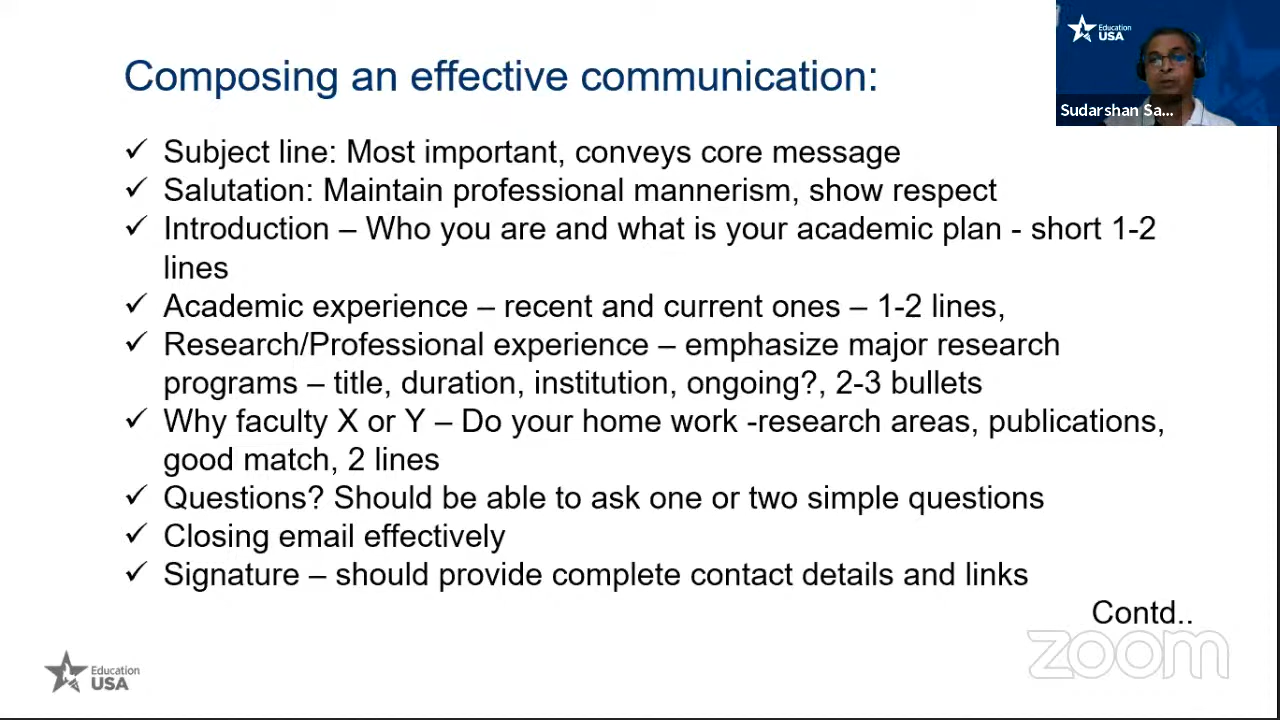 Composing an effective communication:
Education
USA
Sudarshan Sa...
✓ Subject line: Most important, conveys core message
✓ Salutation: Maintain professional mannerism, show respect
✓ Introduction – Who you are and what is your academic plan - short 1-2
lines
✓ Academic experience – recent and current ones – 1-2 lines,
✓ Research/Professional experience – emphasize major research
programs – title, duration, institution, ongoing?, 2-3 bullets
✓ Why faculty X or Y – Do your home work -research areas, publications,
good match, 2 lines
✓ Questions? Should be able to ask one or two simple questions
✓ Closing email effectively
✓ Signature – should provide complete contact details and links
Contd..
zoom
Education
USA